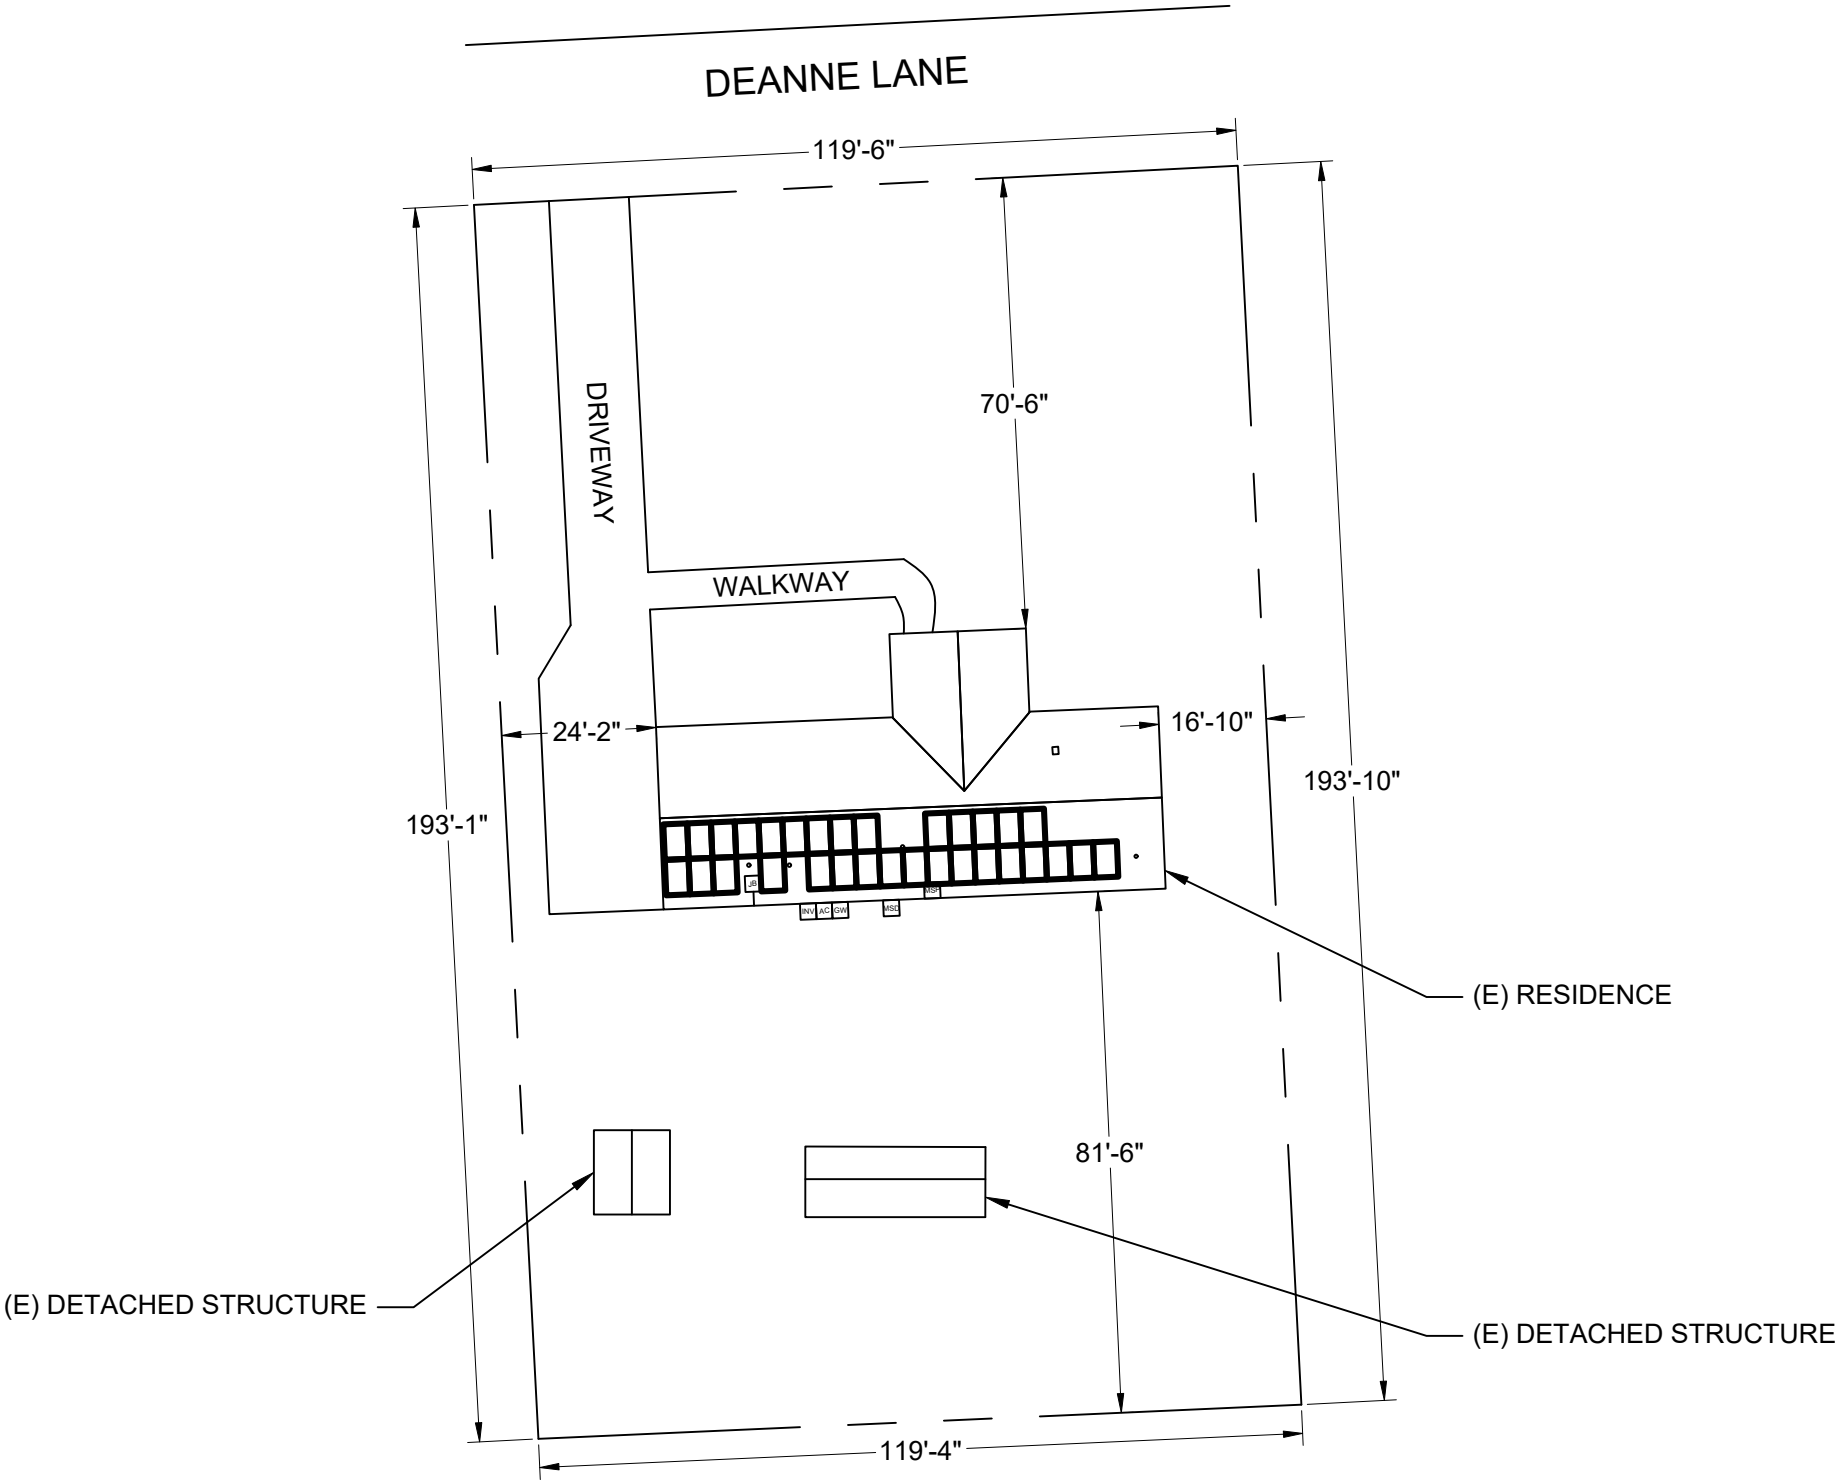 DEANNE LANE
119'-6"
70'-6"
DRIVEWAY
WALKWAY
24'-2"
16'-10"
193'-10"
193'-1"
JB
MSP
INV AC GW MSD
(E) RESIDENCE
81'-6"
(E) DETACHED STRUCTURE
(E) DETACHED STRUCTURE
119'-4"